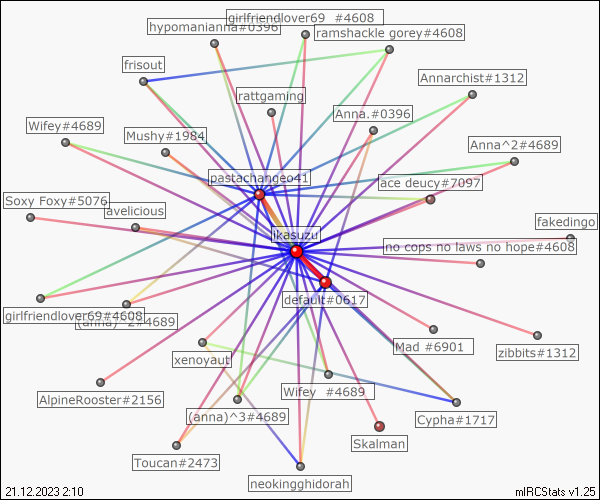 girlfriendlover69 #4608
hypomanianha#0396
ramshackle gorey#4608
frisout
Annarchist#1312
rattgaming
Anna.#0396
Wifey#4689
Mushy#1984
Anna^2#4689
pastachangeo41
ace deucy#7097
Soxy Foxy#5076
avelicious
fakedingo
ikasuzu
no cops no laws no hope#4608
default#0617
girlfriendlover69#4608
(anna)^2#4689
Mad #6901
zibbits#1312
xenoyaut
AlpineRooster#2156
Wifey #4689
(anna)^3#4689
Cypha#1717
Skalman
Toucan#2473
neokingghidorah
21.12.2023 2:10
mIRCStats v1.25